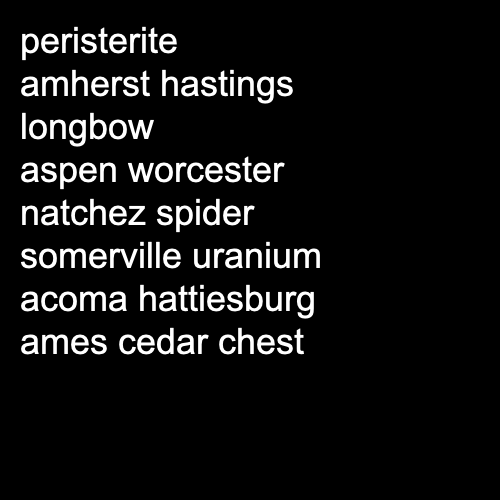 peristerite
amherst hastings
longbow
aspen worcester
natchez spider
somerville uranium
acoma hattiesburg
ames cedar chest